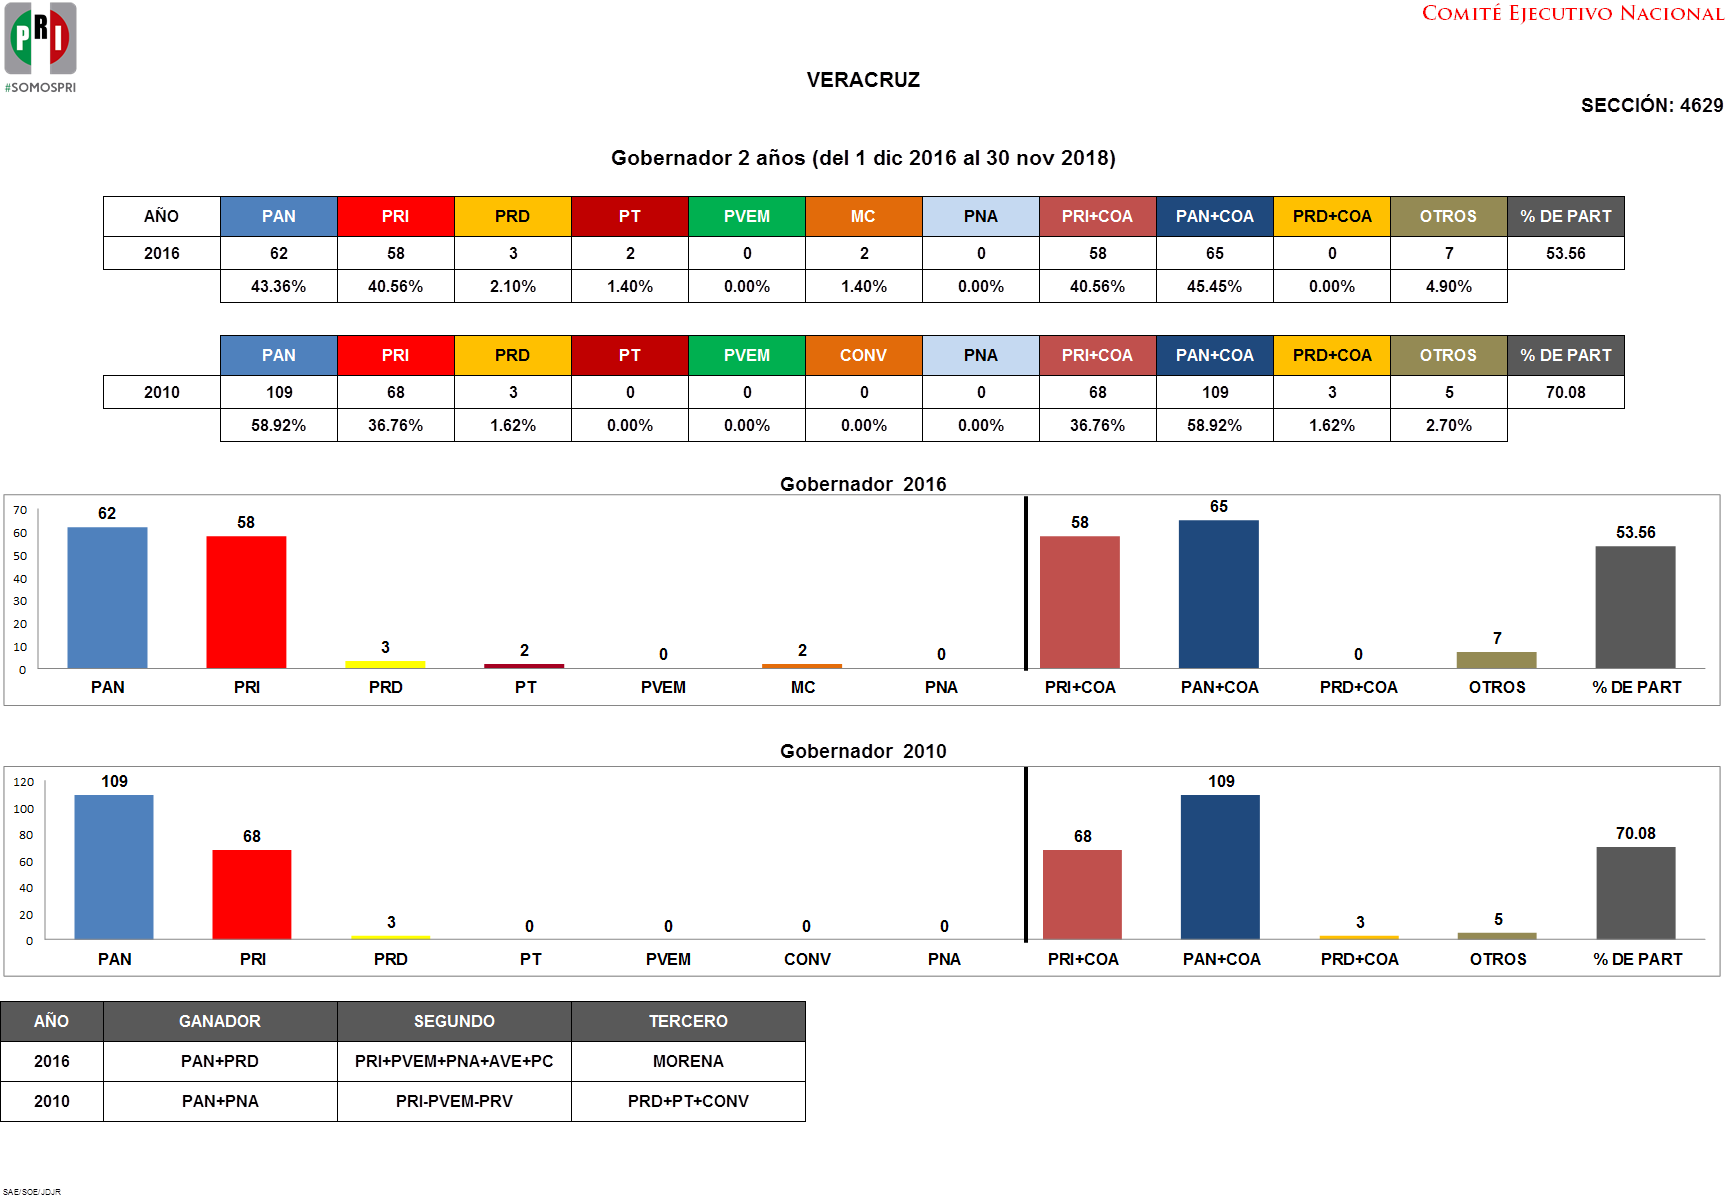 PRI
#SOMOSPRI
COMITÉ EJECUTIVO NACIONAL
VERACRUZ
SECCIÓN: 4629
Gobernador 2 años (del 1 dic 2016 al 30 nov 2018)
AÑO PAN PRI PRD PT PVEM MC PNA PRI+COA PAN+COA PRD+COA OTROS % DE PART
2016 62 58 3 2 0 2 0 58 65 0 7 53.56
43.36% 40.56% 2.10% 1.40% 0.00% 1.40% 0.00% 40.56% 45.45% 0.00% 4.90%
PAN PRI PRD PT PVEM CONV PNA PRI+COA PAN+COA PRD+COA OTROS % DE PART
2010 109 68 3 0 0 0 0 68 109 3 5 70.08
58.92% 36.76% 1.62% 0.00% 0.00% 0.00% 0.00% 36.76% 58.92% 1.62% 2.70%
Gobernador 2016
70
60
50
40
30
20
10
0
62 58 3 2 0 2 0 58 65 0 7 53.56
PAN PRI PRD PT PVEM MC PNA PRI+COA PAN+COA PRD+COA OTROS % DE PART
Gobernador 2010
120
100
80
60
40
20
0
109 68 3 0 0 0 0 68 109 3 5 70.08
PAN PRI PRD PT PVEM CONV PNA PRI+COA PAN+COA PRD+COA OTROS % DE PART
AÑO GANADOR SEGUNDO TERCERO
2016 PAN+PRD PRI+PVEM+PNA+AVE+PC MORENA
2010 PAN+PNA PRI-PVEM-PRV PRD+PT+CONV
SAE/SOE/JDJR